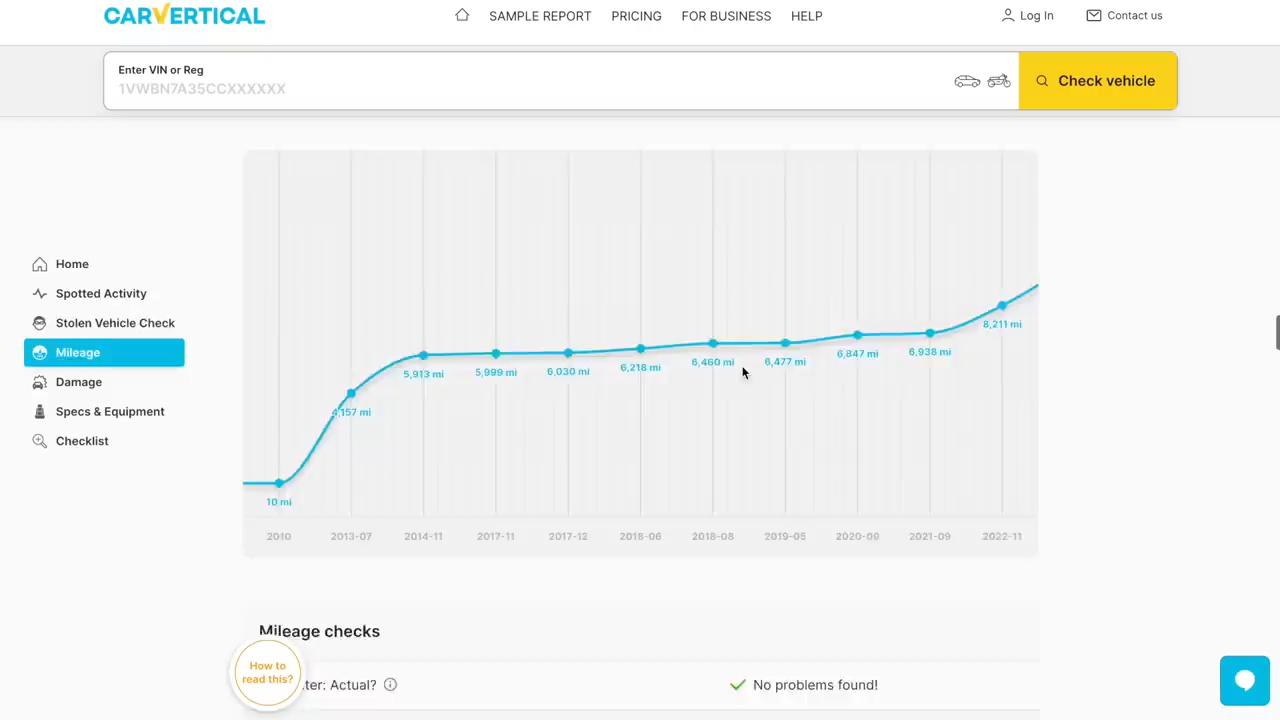 CARVERTICAL
SAMPLE REPORT
PRICING
FOR BUSINESS
HELP
Log In
Contact us
Enter VIN or Reg
1VWBN7A35CCXXXXXX
Check vehicle
Home
Spotted Activity
Stolen Vehicle Check
Mileage
Damage
Specs & Equipment
Checklist
10 mi
4,157 mi
5,913 mi
5,999 mi
6,030 mi
6,218 mi
6,460 mi
6,477 mi
6,847 mi
6,938 mi
8,211 mi
2010
2013-07
2014-11
2017-11
2017-12
2018-06
2018-08
2019-05
2020-09
2021-09
2022-11
Mileage checks
How to
read this?
Actual?
No problems found!